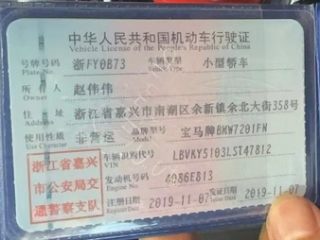 中华人民共和国机动车行驶证
Vehicle License of the People's Republic of China
号牌号码 浙FY0B73 车辆类型 小型轿车
Plate No.
所有人 赵伟伟
住址 浙江省嘉兴市南湖区余新镇余北大街358号
使用性质 非营运 品牌型号 宝马牌BMW7201FN
浙江省嘉兴
市公安局交
通警察支队
车辆识别代号 LBVKY5103LST47812
发动机号码 4086E813
Engine No.
注册日期 2019-11-07 发证日期 2019-11-07